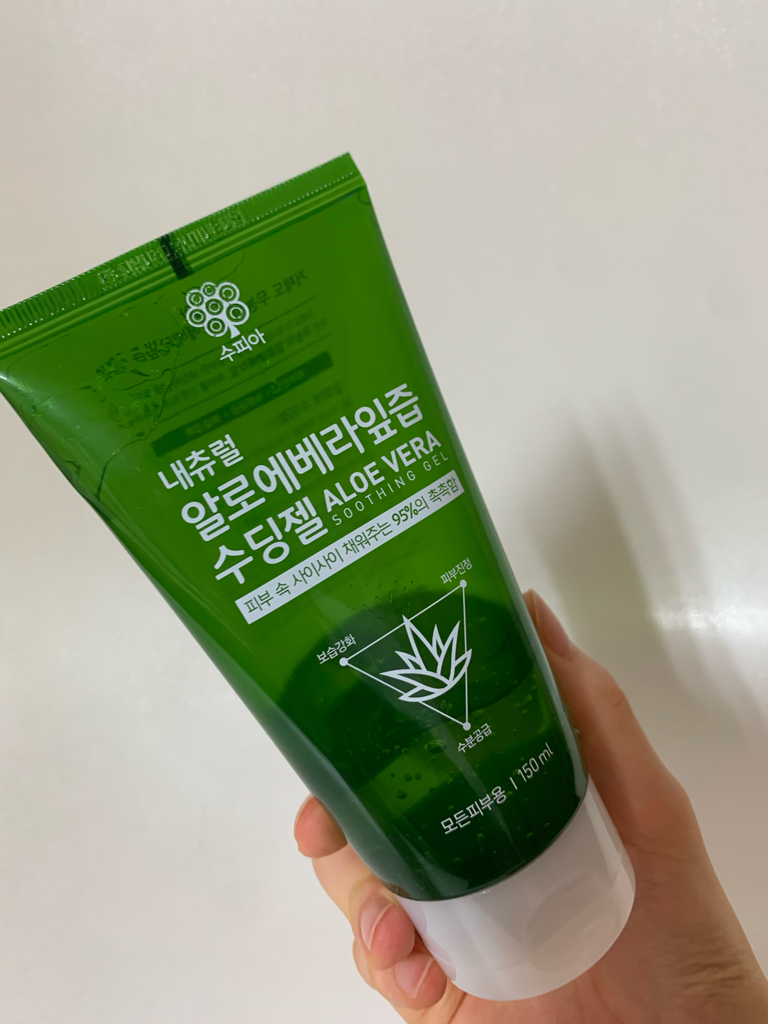 수피아
내츄럴
알로에베라잎즙
수딩젤 ALOE VERA
SOOTHING GEL
피부 속 사이사이 채워주는 95%의 촉촉함
피부진정
보습강화
수분공급
모든피부용 | 150 ml